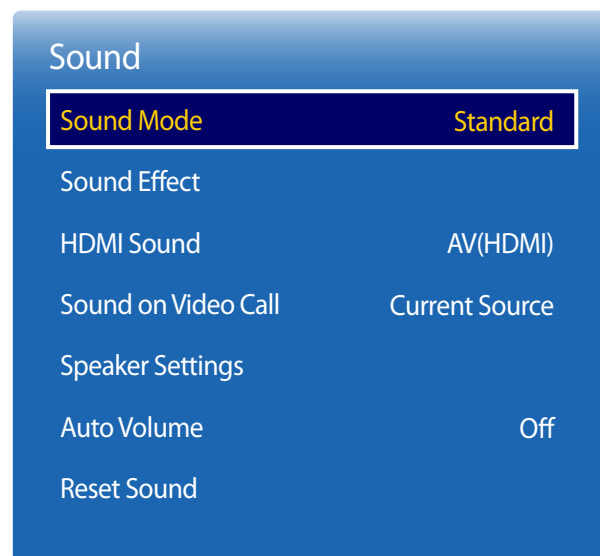 Sound
Sound Mode Standard
Sound Effect
HDMI Sound AV(HDMI)
Sound on Video Call Current Source
Speaker Settings
Auto Volume Off
Reset Sound